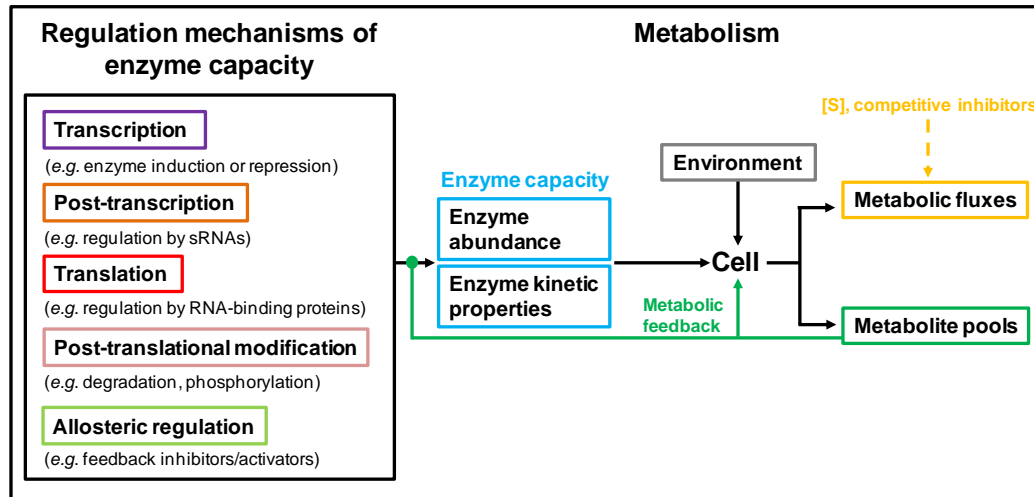 Regulation mechanisms of
enzyme capacity
Transcription
(e.g. enzyme induction or repression)
Post-transcription
(e.g. regulation by sRNAs)
Translation
(e.g. regulation by RNA-binding proteins)
Post-translational modification
(e.g. degradation, phosphorylation)
Allosteric regulation
(e.g. feedback inhibitors/activators)
Metabolism
Enzyme capacity
Enzyme
abundance
Enzyme kinetic
properties
Environment
Cell
Metabolic
feedback
[S], competitive inhibitors
Metabolic fluxes
Metabolite pools